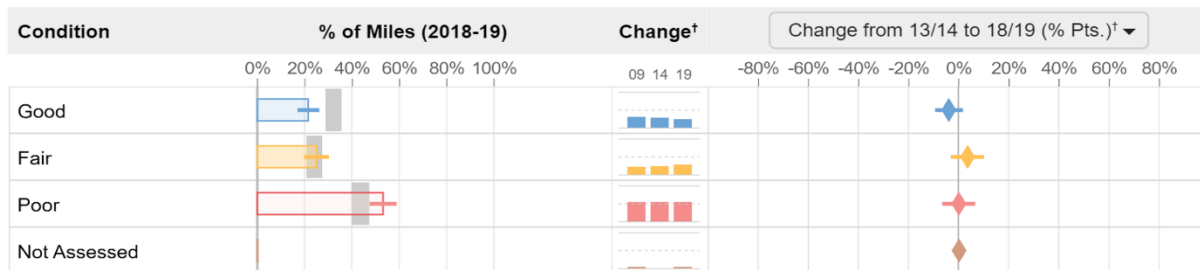 Condition % of Miles (2018-19) Change† Change from 13/14 to 18/19 (% Pts.)†
0% 20% 40% 60% 80% 100% 09 14 19 -80% -60% -40% -20% 0% 20% 40% 60% 80%
Good
Fair
Poor
Not Assessed